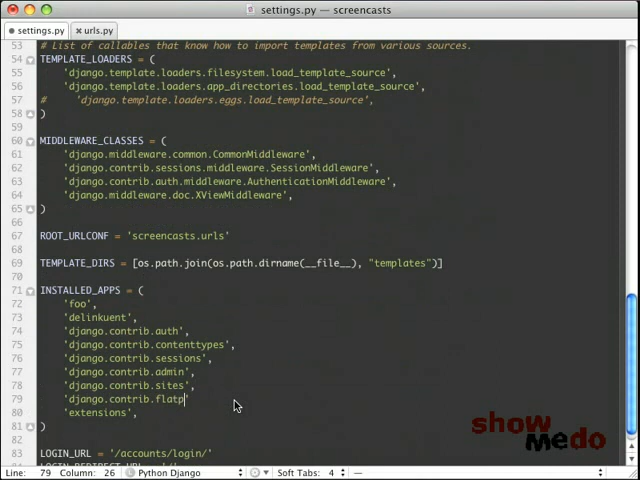 settings.py — screencasts
settings.py
urls.py
53 # List of callables that know how to import templates from various sources.
54 TEMPLATE_LOADERS = (
55 'django.template.loaders.filesystem.load_template_source',
56 'django.template.loaders.app_directories.load_template_source',
57 # 'django.template.loaders.eggs.load_template_source',
58 )
59
60 MIDDLEWARE_CLASSES = (
61 'django.middleware.common.CommonMiddleware',
62 'django.contrib.sessions.middleware.SessionMiddleware',
63 'django.contrib.auth.middleware.AuthenticationMiddleware',
64 'django.middleware.doc.XViewMiddleware',
65 )
66
67 ROOT_URLCONF = 'screencasts.urls'
68
69 TEMPLATE_DIRS = [os.path.join(os.path.dirname(__file__), "templates")]
70
71 INSTALLED_APPS = (
72 'foo',
73 'delinkuent',
74 'django.contrib.auth',
75 'django.contrib.contenttypes',
76 'django.contrib.sessions',
77 'django.contrib.admin',
78 'django.contrib.sites',
79 'django.contrib.flatp'
80 'extensions',
81 )
82
83 LOGIN_URL = '/accounts/login/'
showmedo
Line: 79 Column: 26 Python Django Soft Tabs: 4 —